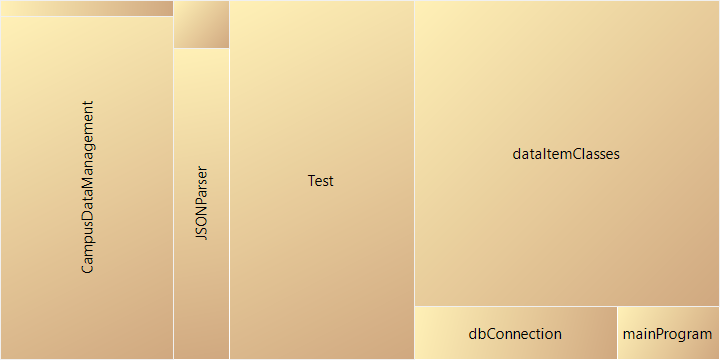 CampusDataManagement
JSONParser
Test
dataItemClasses
dbConnection
mainProgram